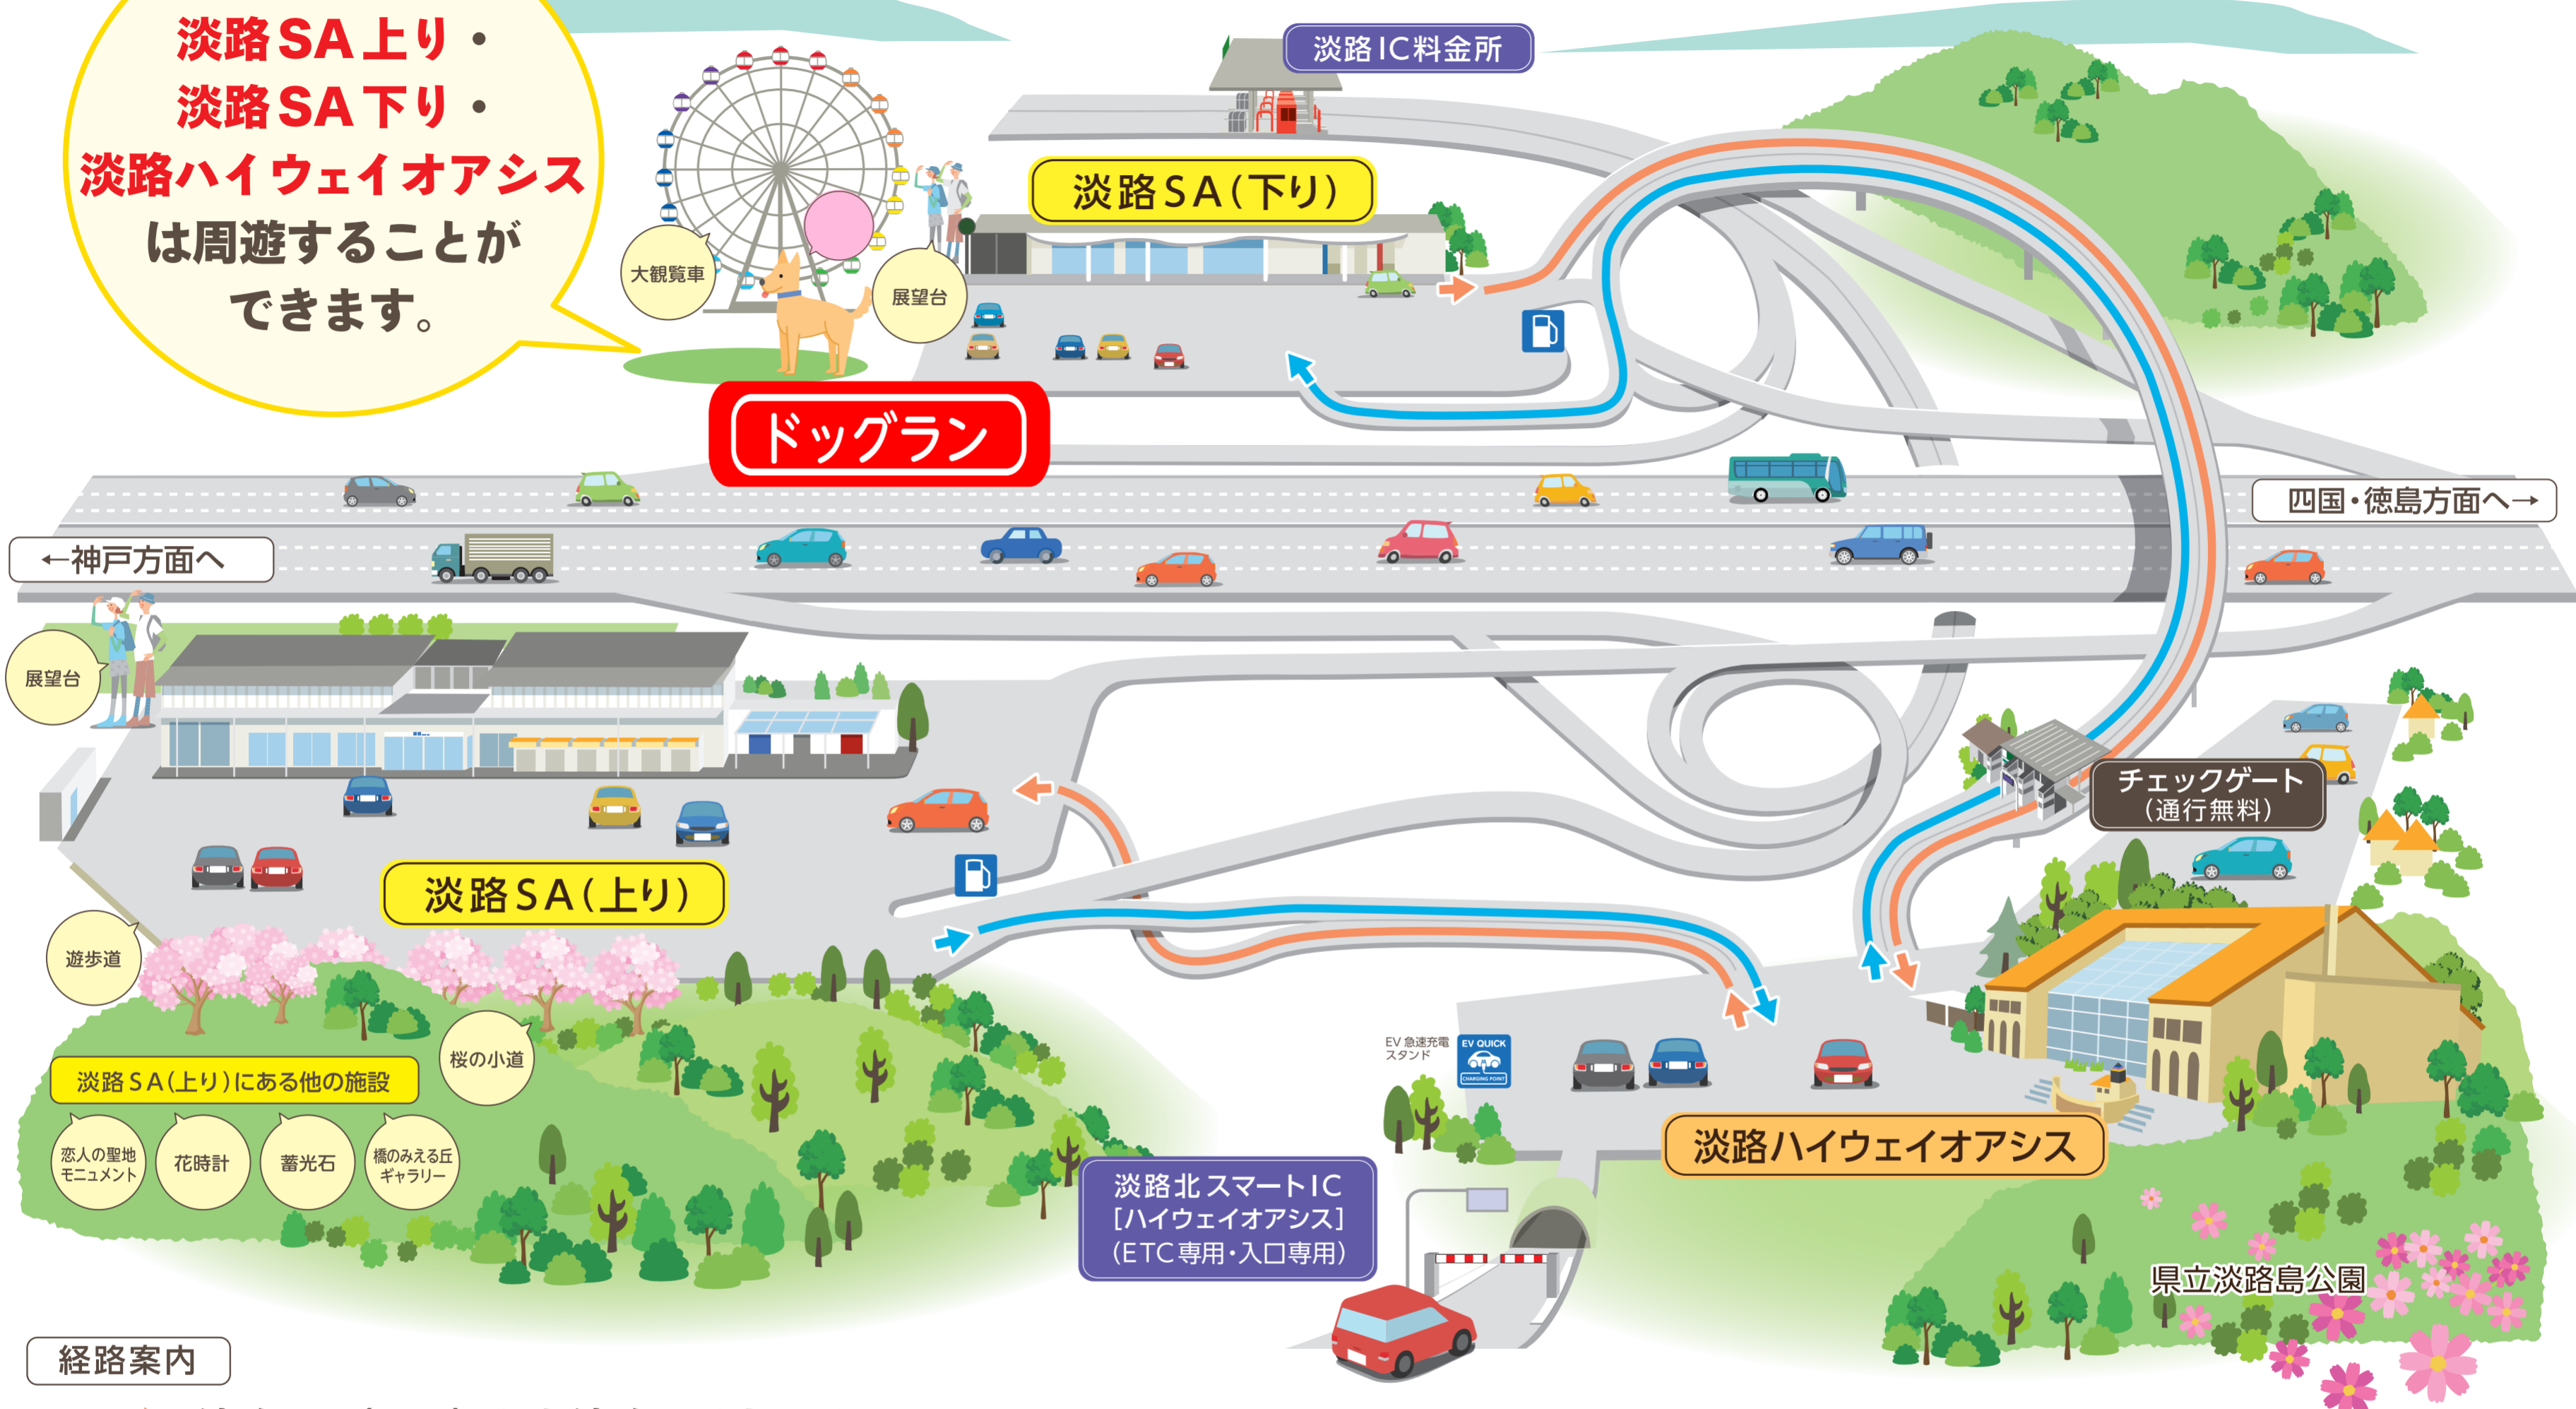 淡路SA上り・
淡路SA下り・
淡路ハイウェイオアシス
は周遊することが
できます。
淡路IC料金所
淡路SA(下り)
大観覧車
展望台
ドッグラン
四国・徳島方面へ→
←神戸方面へ
展望台
チェックゲート
(通行無料)
淡路SA(上り)
遊歩道
桜の小道
淡路SA(上り)にある他の施設
恋人の聖地
モニュメント
花時計
蓄光石
橋のみえる丘
ギャラリー
EV急速充電
スタンド
EV QUICK
CHARGING POINT
淡路ハイウェイオアシス
淡路北スマートIC
[ハイウェイオアシス]
(ETC専用・入口専用)
県立淡路島公園
経路案内